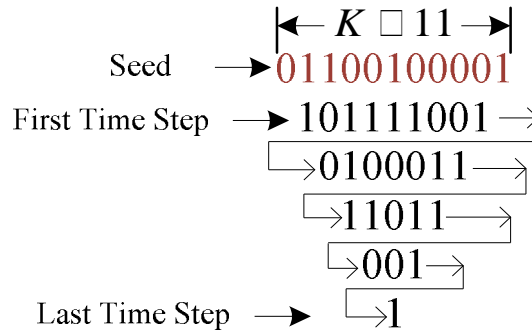 K □ 11
Seed 01100100001
First Time Step 101111001
0100011
11011
001
Last Time Step 1